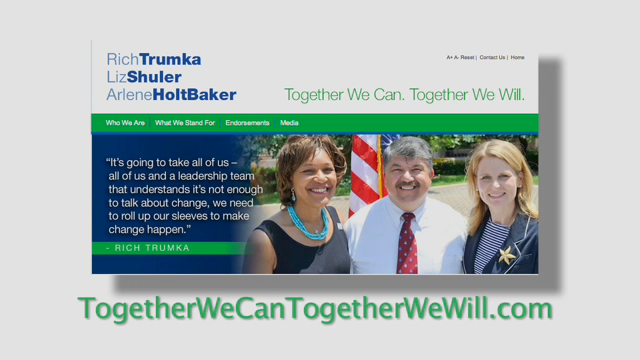 RichTrumka
LizShuler
ArleneHoltBaker
A+ A- Reset | Contact Us | Home
Together We Can. Together We Will.
Who We Are | What We Stand For | Endorsements | Media
“It’s going to take all of us –
all of us and a leadership team
that understands it’s not enough
to talk about change, we need
to roll up our sleeves to make
change happen.”
- RICH TRUMKA
TogetherWeCanTogetherWeWill.com